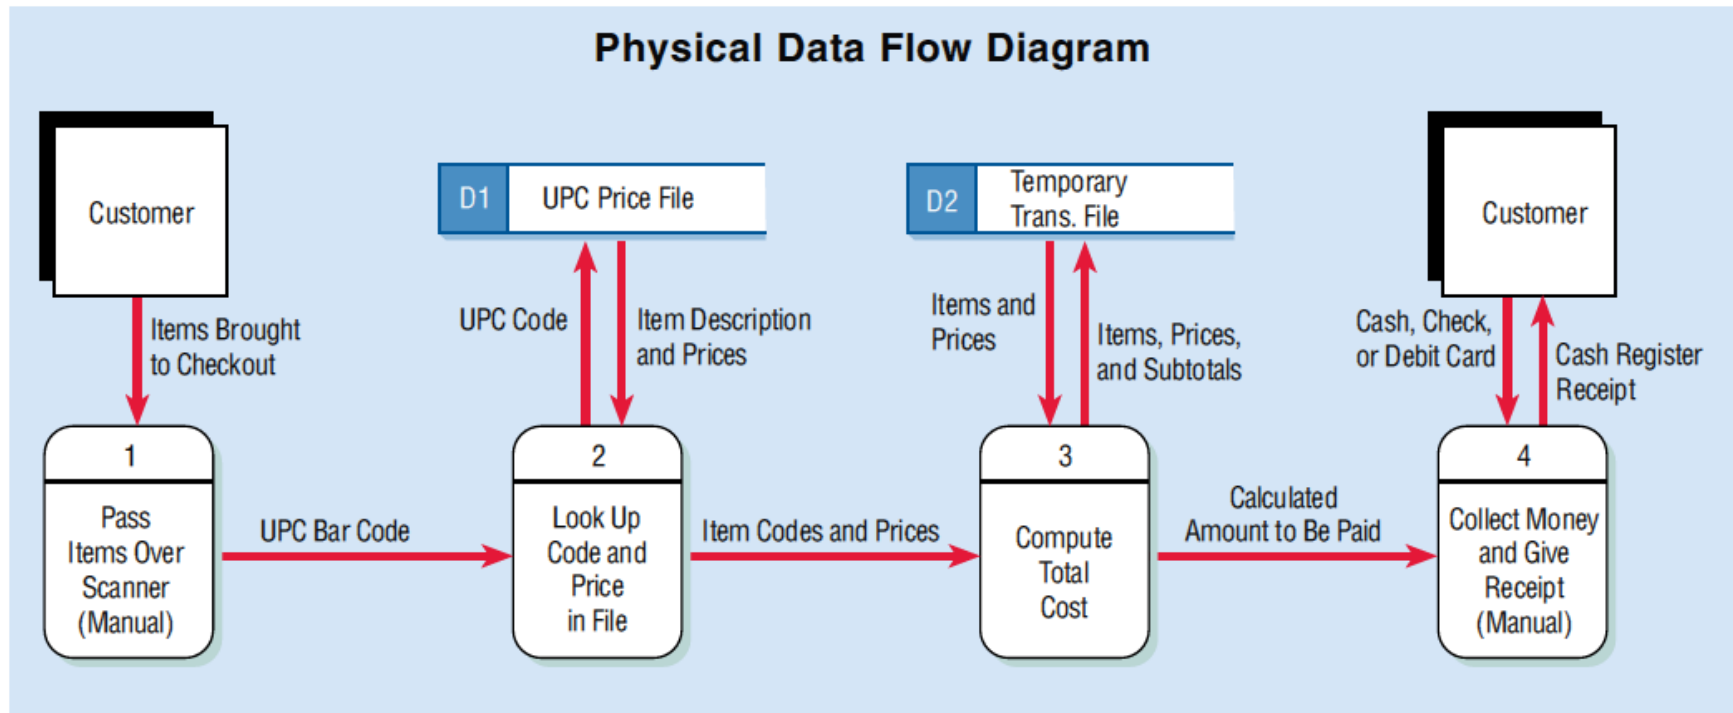 Physical Data Flow Diagram
Customer
D1
UPC Price File
D2
Temporary
Trans. File
Customer
Items Brought
to Checkout
UPC Code
Item Description
and Prices
Items and
Prices
Items, Prices,
and Subtotals
Cash, Check,
or Debit Card
Cash Register
Receipt
1
Pass
Items Over
Scanner
(Manual)
UPC Bar Code
2
Look Up
Code and
Price
in File
Item Codes and Prices
3
Compute
Total
Cost
Calculated
Amount to Be Paid
4
Collect Money
and Give
Receipt
(Manual)